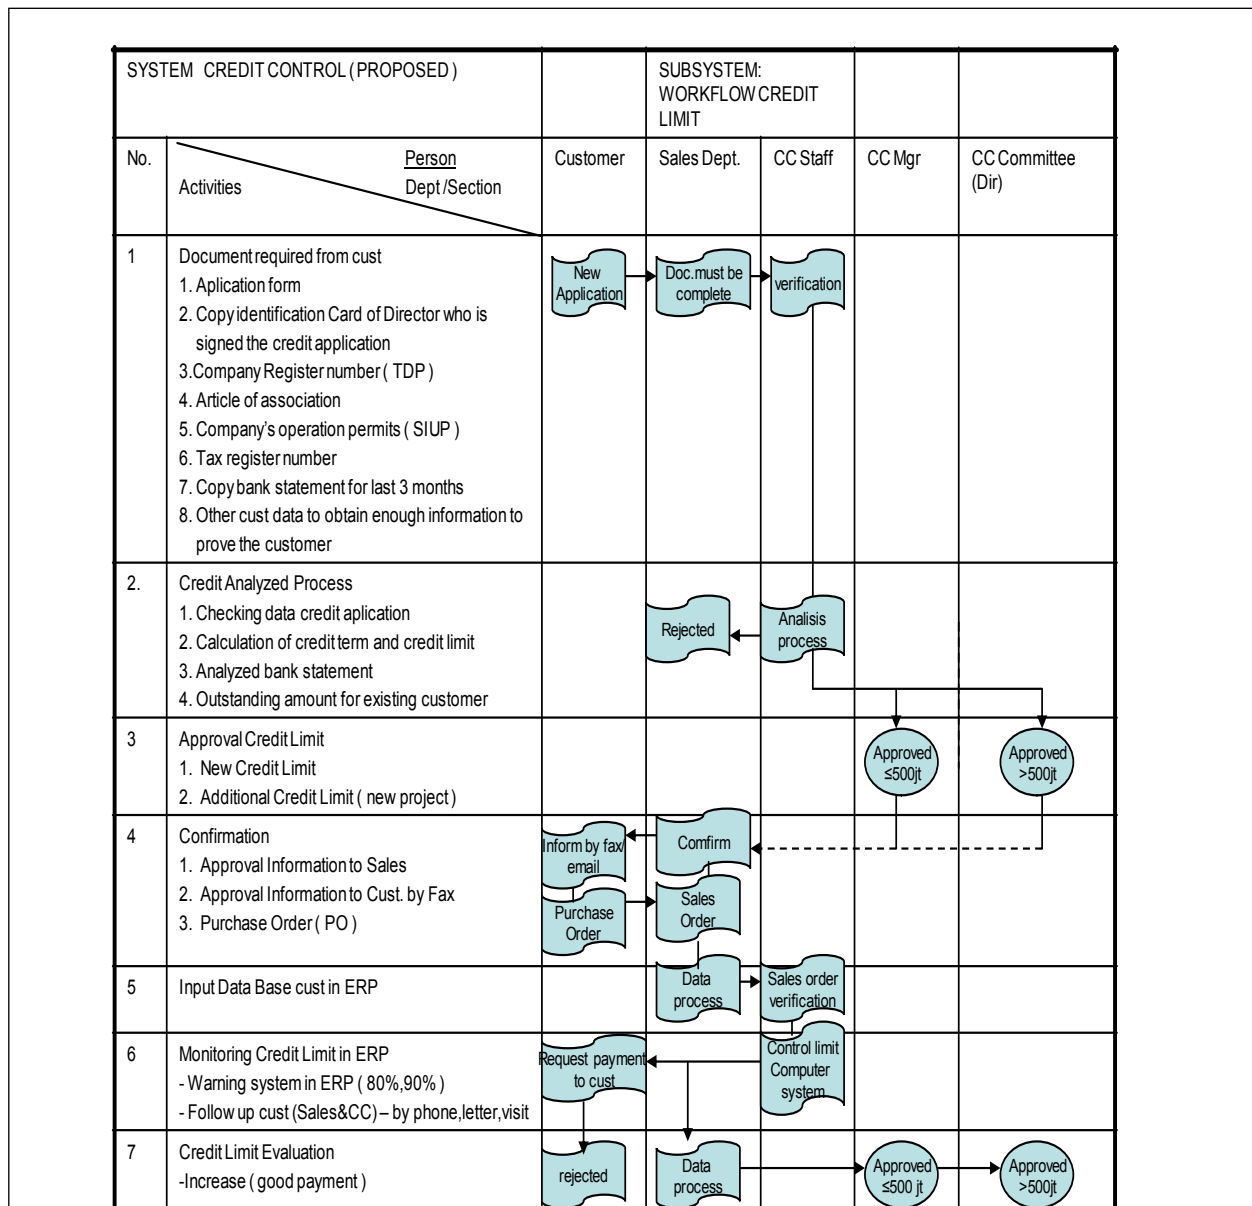 SYSTEM CREDIT CONTROL ( PROPOSED )
SUBSYSTEM:
WORKFLOW CREDIT
LIMIT
No.
Person
Activities
Dept /Section
Customer
Sales Dept.
CC Staff
CC Mgr
CC Committee
(Dir)
1
Document required from cust
1. Aplication form
2. Copy identification Card of Director who is
signed the credit application
3.Company Register number ( TDP )
4. Article of association
5. Company's operation permits ( SIUP )
6. Tax register number
7. Copy bank statement for last 3 months
8. Other cust data to obtain enough information to
prove the customer
New
Application
Doc.must be
complete
verification
2.
Credit Analyzed Process
1. Checking data credit aplication
2. Calculation of credit term and credit limit
3. Analyzed bank statement
4. Outstanding amount for existing customer
Rejected
Analisis
process
3
Approval Credit Limit
1. New Credit Limit
2. Additional Credit Limit ( new project )
Approved
≤500jt
Approved
>500jt
4
Confirmation
1. Approval Information to Sales
2. Approval Information to Cust. by Fax
3. Purchase Order ( PO )
Inform by fax/
email
Comfirm
Purchase
Order
Sales
Order
5
Input Data Base cust in ERP
Data
process
Sales order
verification
6
Monitoring Credit Limit in ERP
- Warning system in ERP ( 80%,90% )
- Follow up cust (Sales&CC) – by phone,letter,visit
Request payment
to cust
Control limit
Computer
system
7
Credit Limit Evaluation
-Increase ( good payment )
rejected
Data
process
Approved
≤500 jt
Approved
>500jt